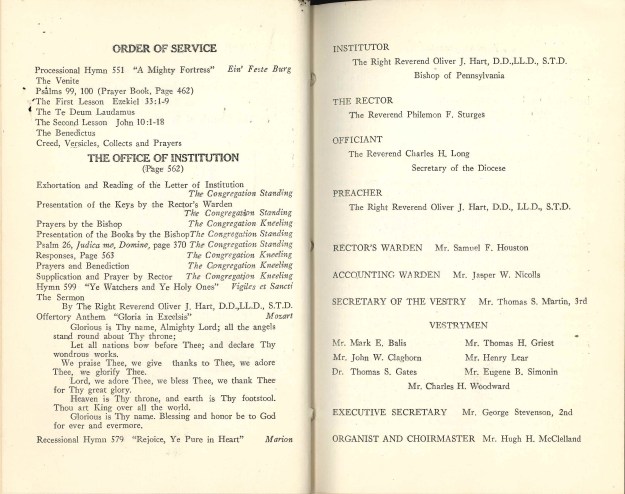 ORDER OF SERVICE
Processional Hymn 551 "A Mighty Fortress" Ein' Feste Burg
The Venite
Psalms 99, 100 (Prayer Book, Page 462)
The First Lesson Ezekiel 33:1-9
The Te Deum Laudamus
The Second Lesson John 10:1-18
The Benedictus
Creed, Versicles, Collects and Prayers
THE OFFICE OF INSTITUTION
(Page 562)
Exhortation and Reading of the Letter of Institution
The Congregation Standing
Presentation of the Keys by the Rector's Warden
The Congregation Standing
Prayers by the Bishop The Congregation Kneeling
Presentation of the Books by the Bishop The Congregation Standing
Psalm 26, Judica me, Domine, page 370 The Congregation Standing
Responses, Page 563 The Congregation Kneeling
Prayers and Benediction The Congregation Kneeling
Supplication and Prayer by Rector The Congregation Kneeling
Hymn 599 "Ye Watchers and Ye Holy Ones" Vigiles et Sancti
The Sermon
By The Right Reverend Oliver J. Hart, D.D.,LL.D., S.T.D.
Offertory Anthem "Gloria in Excelsis" Mozart
Glorious is Thy name, Almighty Lord; all the angels
stand round about Thy throne;
Let all nations bow before Thee; and declare Thy
wondrous works.
We praise Thee, we give thanks to Thee, we adore
Thee, we glorify Thee.
Lord, we adore Thee, we bless Thee, we thank Thee
for Thy great glory.
Heaven is Thy throne, and earth is Thy footstool.
Thou art King over all the world.
Glorious is Thy name. Blessing and honor be to God
for ever and evermore.
Recessional Hymn 579 "Rejoice, Ye Pure in Heart" Marion
INSTITUTOR
The Right Reverend Oliver J. Hart, D.D.,LL.D., S.T.D.
Bishop of Pennsylvania
THE RECTOR
The Reverend Philemon F. Sturges
OFFICIANT
The Reverend Charles H. Long
Secretary of the Diocese
PREACHER
The Right Reverend Oliver J. Hart, D.D., LL.D., S.T.D.
RECTOR'S WARDEN Mr. Samuel F. Houston
ACCOUNTING WARDEN Mr. Jasper W. Nicolls
SECRETARY OF THE VESTRY Mr. Thomas S. Martin, 3rd
VESTRYMEN
Mr. Mark E. Balis Mr. Thomas H. Griest
Mr. John W. Claghorn Mr. Henry Lear
Dr. Thomas S. Gates Mr. Eugene B. Simonin
Mr. Charles H. Woodward
EXECUTIVE SECRETARY Mr. George Stevenson, 2nd
ORGANIST AND CHOIRMASTER Mr. Hugh H. McClelland